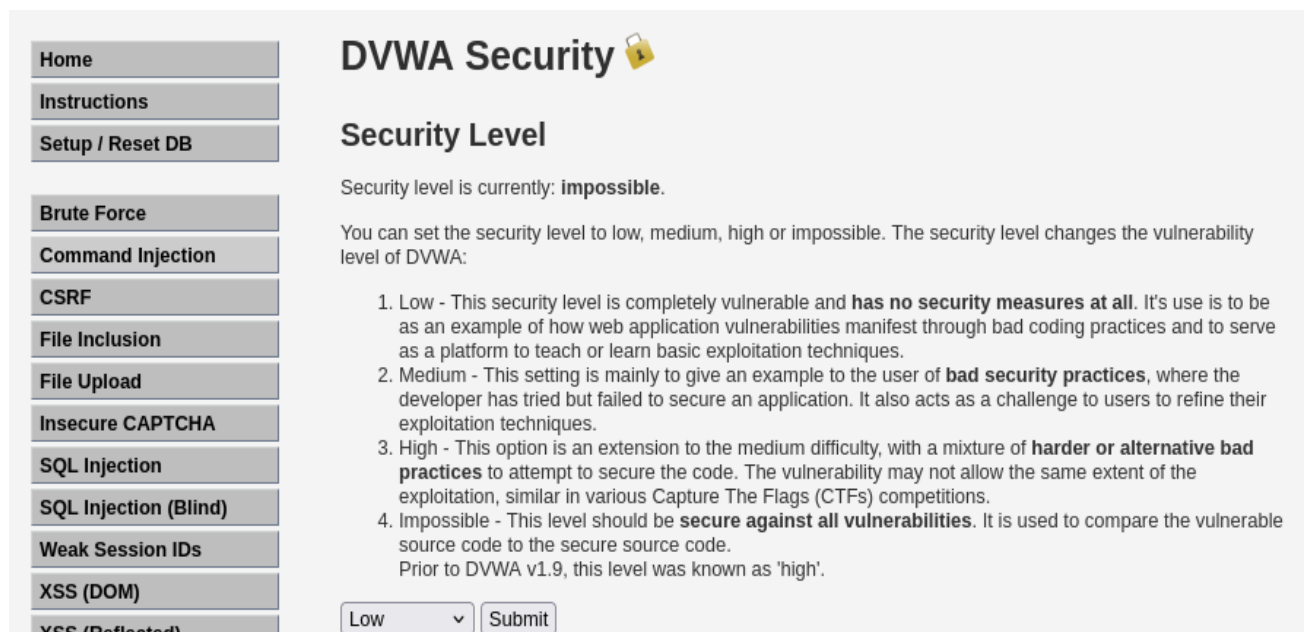 Home
Instructions
Setup / Reset DB
Brute Force
Command Injection
CSRF
File Inclusion
File Upload
Insecure CAPTCHA
SQL Injection
SQL Injection (Blind)
Weak Session IDs
XSS (DOM)
XSS (Reflected)
DVWA Security
Security Level
Security level is currently: impossible.
You can set the security level to low, medium, high or impossible. The security level changes the vulnerability
level of DVWA:
1. Low - This security level is completely vulnerable and has no security measures at all. It's use is to be
as an example of how web application vulnerabilities manifest through bad coding practices and to serve
as a platform to teach or learn basic exploitation techniques.
2. Medium - This setting is mainly to give an example to the user of bad security practices, where the
developer has tried but failed to secure an application. It also acts as a challenge to users to refine their
exploitation techniques.
3. High - This option is an extension to the medium difficulty, with a mixture of harder or alternative bad
practices to attempt to secure the code. The vulnerability may not allow the same extent of the
exploitation, similar in various Capture The Flags (CTFs) competitions.
4. Impossible - This level should be secure against all vulnerabilities. It is used to compare the vulnerable
source code to the secure source code.
Prior to DVWA v1.9, this level was known as 'high'.
Low Submit